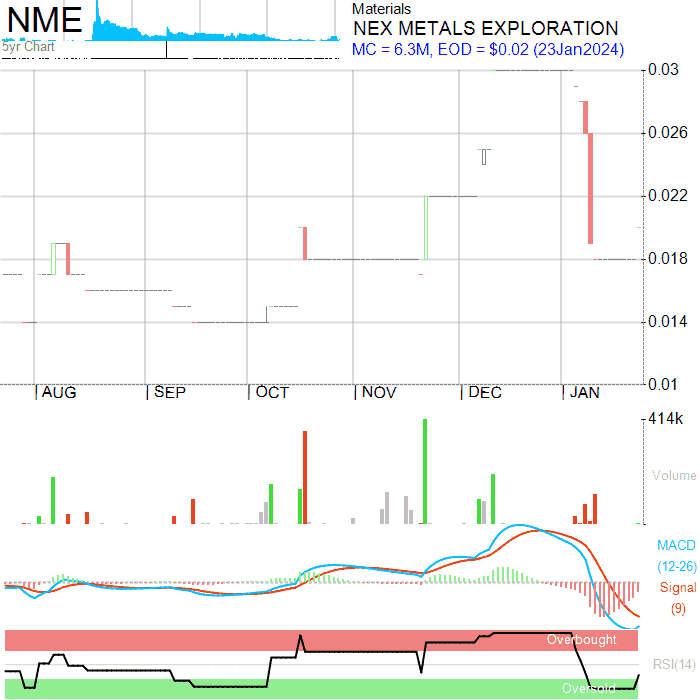 NME
5yr Chart
Materials
NEX METALS EXPLORATION
MC = 6.3M, EOD = $0.02 (23Jan2024)
0.03
0.026
0.022
0.018
0.014
0.01
AUG SEP OCT NOV DEC JAN
414k
Volume
MACD
(12-26)
Signal
(9)
Overbought
RSI(14)
Oversold